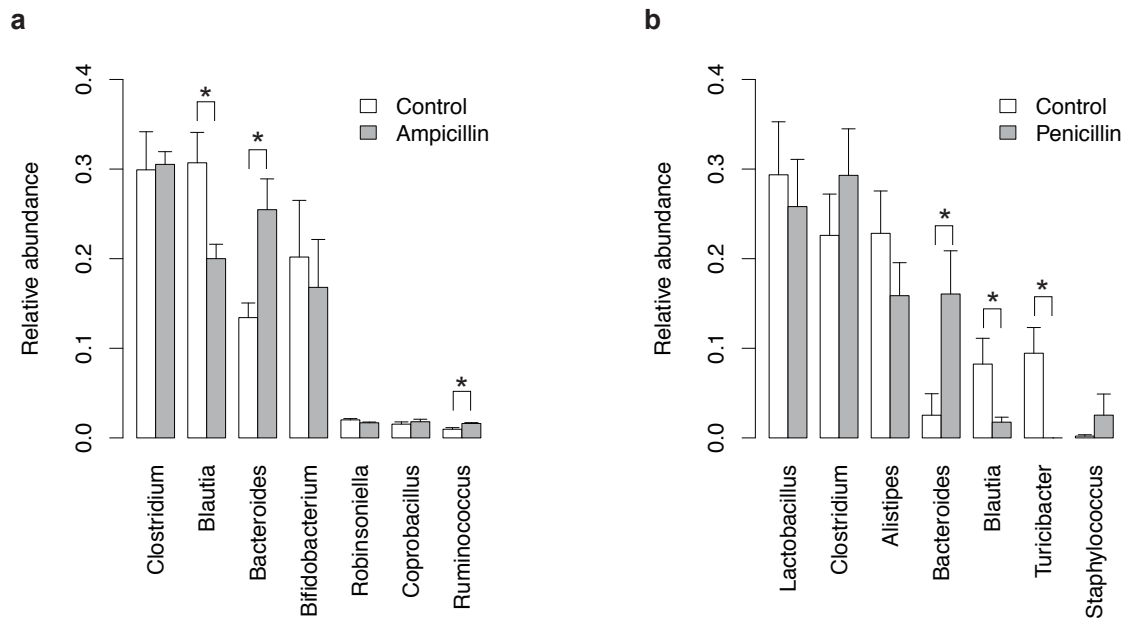 a
0.4
0.3
0.2
0.1
0.0
Relative abundance
Control
Ampicillin
*
*
*
Clostridium
Blautia
Bacteroides
Bifidobacterium
Robinsoniella
Coprobacillus
Ruminococcus
b
0.4
0.3
0.2
0.1
0.0
Relative abundance
Control
Penicillin
*
*
*
Lactobacillus
Clostridium
Alistipes
Bacteroides
Blautia
Turicibacter
Staphylococcus